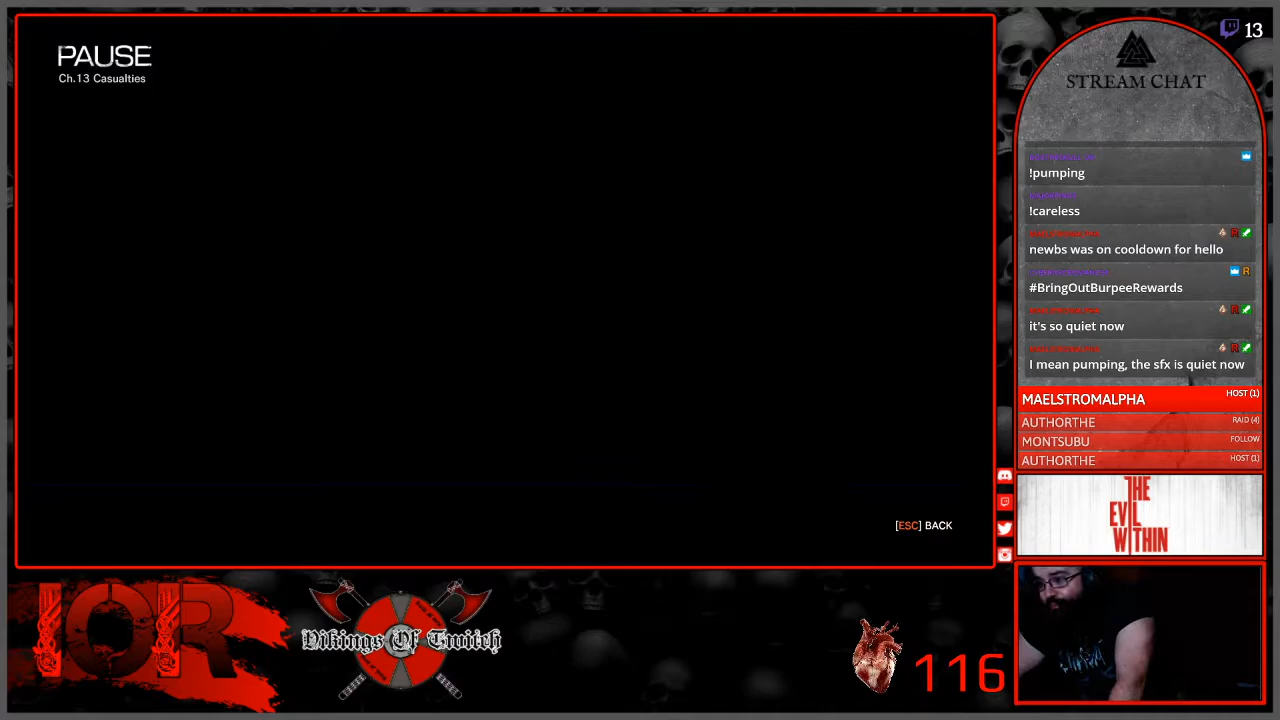 PAUSE
Ch.13 Casualties
[ESC] BACK
13
STREAM CHAT
!pumping
!careless
newbs was on cooldown for hello
#BringOutBurpeeRewards
it's so quiet now
I mean pumping, the sfx is quiet now
MAELSTROMALPHA HOST (1)
AUTHORTHE RAID (4)
MONTSUBU FOLLOW
AUTHORTHE HOST (1)
THE
EVIL
WITHIN
IOR
Vikings Of Twitch
116